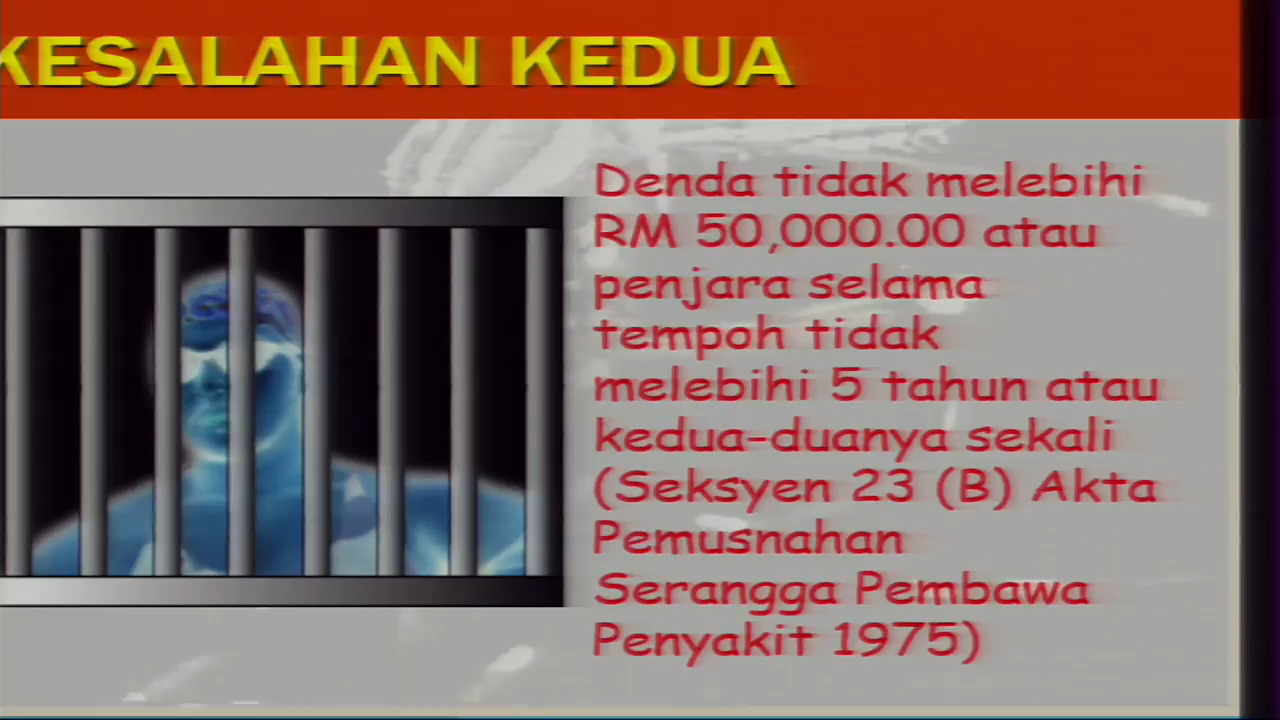 KESALAHAN KEDUA
Denda tidak melebihi
RM 50,000.00 atau
penjara selama
tempoh tidak
melebihi 5 tahun atau
kedua-duanya sekali
(Seksyen 23 (B) Akta
Pemusnahan
Serangga Pembawa
Penyakit 1975)